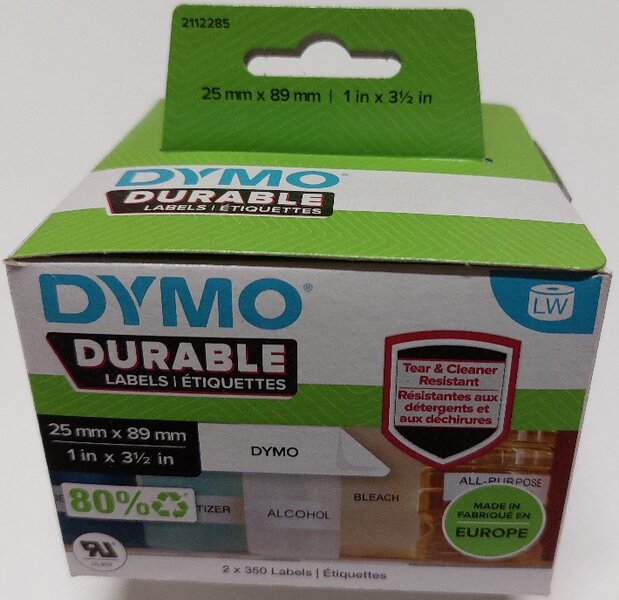 2112285
25 mm x 89 mm | 1 in x 3½ in
DYMO®
DURABLE
LABELS | ÉTIQUETTES
DYMO®
LW
DURABLE
LABELS | ÉTIQUETTES
Tear & Cleaner
Resistant
Résistantes aux
détergents et
aux déchirures
25 mm x 89 mm
1 in x 3½ in
DYMO
80%
TIZER
ALCOHOL
BLEACH
ALL-PURPOSE
MADE IN
FABRIQUÉ EN
EUROPE
2 x 350 Labels | Étiquettes